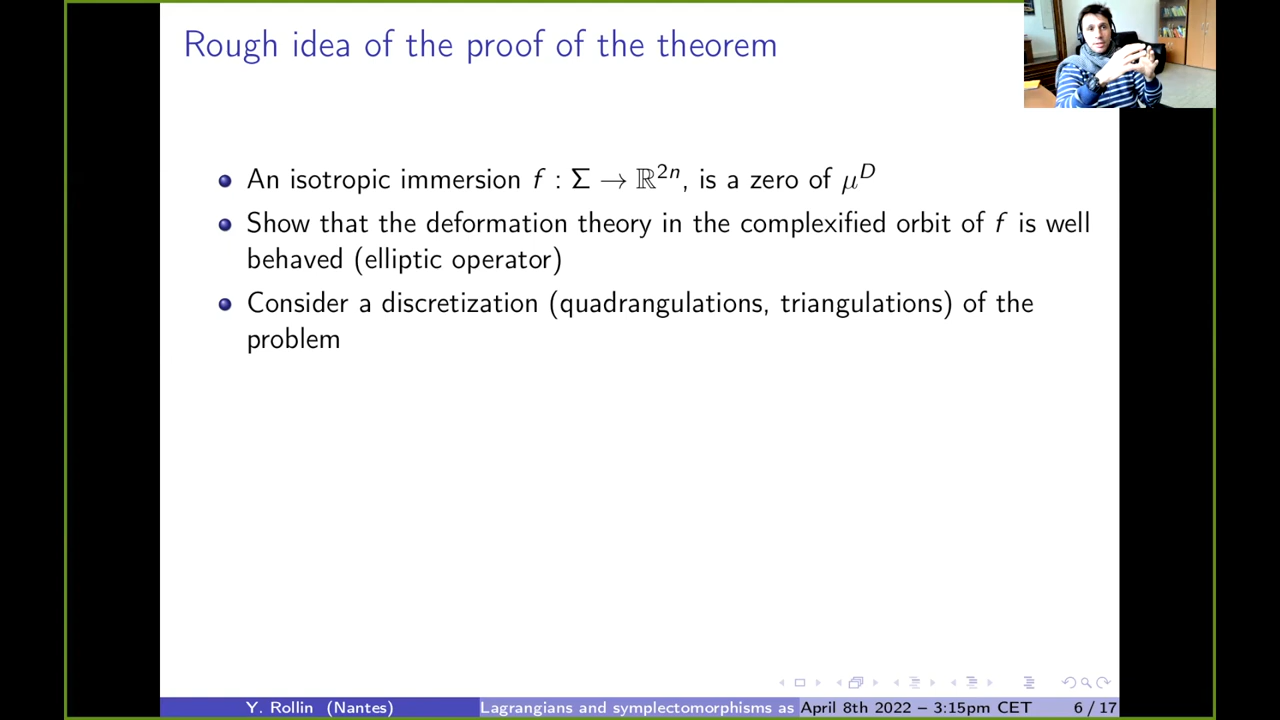 Rough idea of the proof of the theorem
An isotropic immersion f : Σ → ℝ²ⁿ, is a zero of μᴰ
Show that the deformation theory in the complexified orbit of f is well
behaved (elliptic operator)
Consider a discretization (quadrangulations, triangulations) of the
problem
Y. Rollin (Nantes) Lagrangians and symplectomorphisms as April 8th 2022 – 3:15pm CET 6 / 17